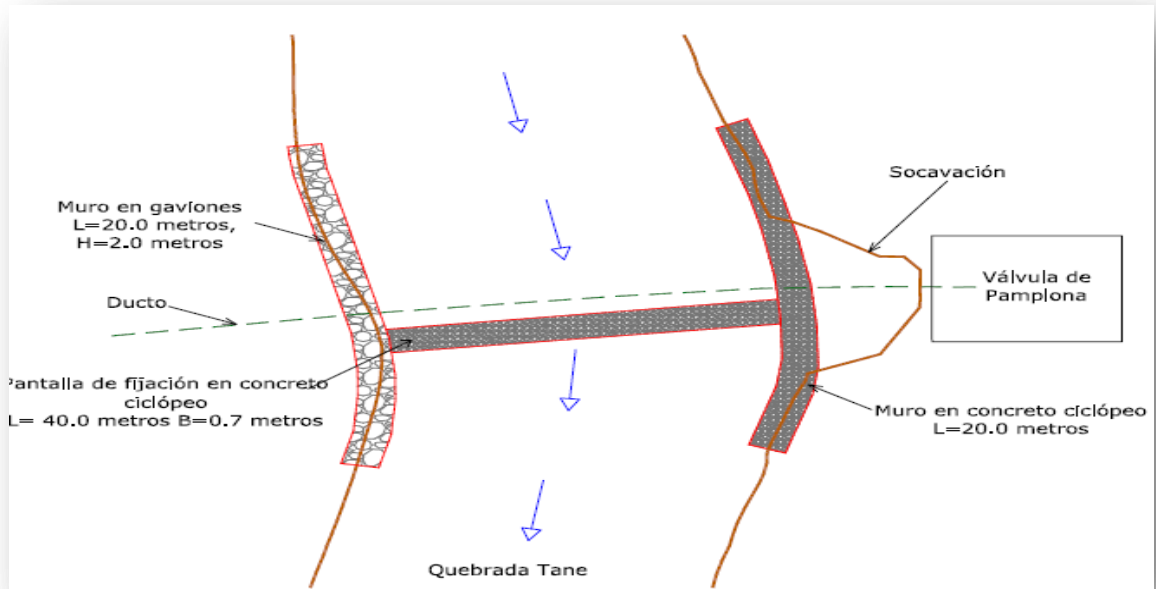 Socavación
Muro en gaviones
L=20.0 metros,
H=2.0 metros
Válvula de
Pamplona
Ducto
Pantalla de fijación en concreto
ciclópeo
L= 40.0 metros B=0.7 metros
Muro en concreto ciclópeo
L=20.0 metros
Quebrada Tane